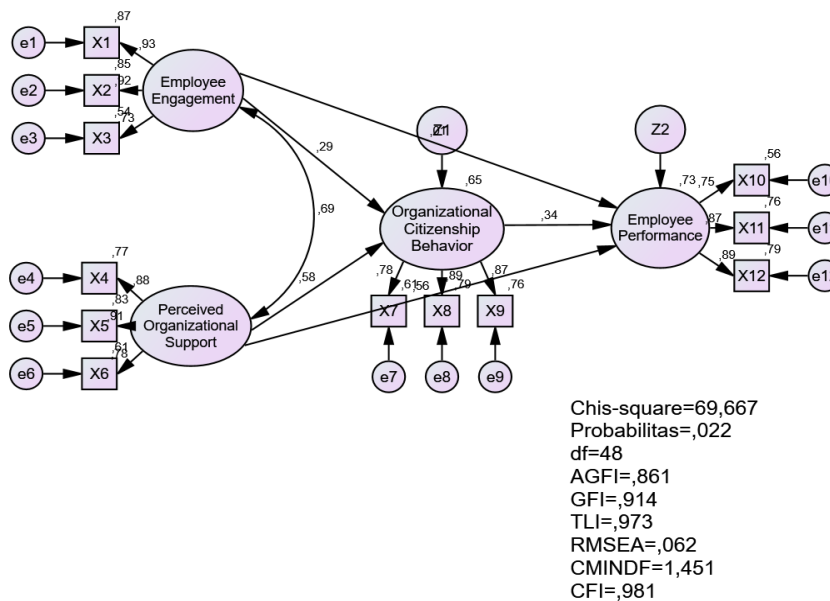 ,87
e1
X1
,93
,85
e2
X2
,92
Employee
Engagement
,54
e3
X3
,73
Z1
Z2
,29
,65
,69
Organizational
Citizenship
Behavior
,34
,73
,75
,56
X10
Employee
Performance
,87
,76
X11
,89
,79
X12
,77
e4
X4
,88
,83
e5
X5
,91
Perceived
Organizational
Support
,61
e6
X6
,78
,58
,78
,61
X7
,56
,89
,79
X8
,87
,76
X9
e7
e8
e9
Chis-square=69,667
Probabilitas=,022
df=48
AGFI=,861
GFI=,914
TLI=,973
RMSEA=,062
CMINDF=1,451
CFI=,981